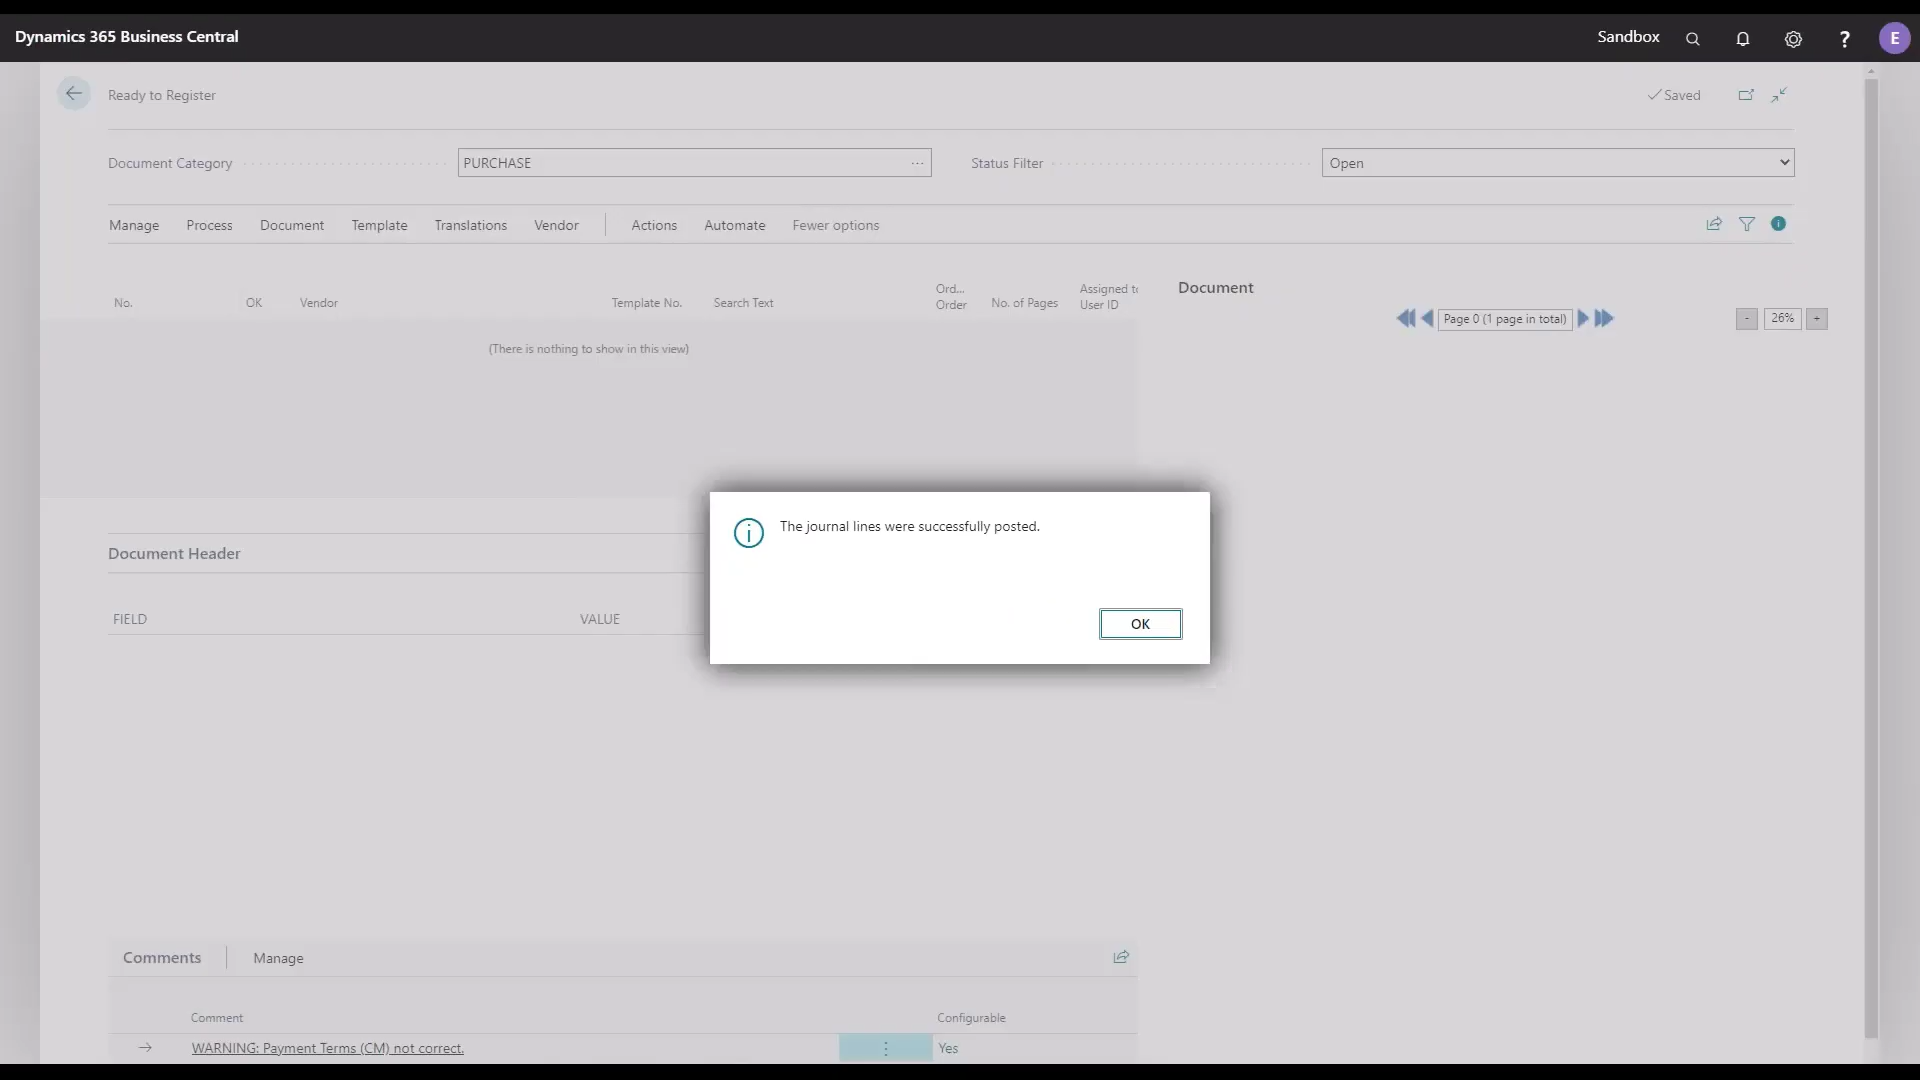 Dynamics 365 Business Central
Sandbox
?
E
Ready to Register
Saved
Document Category
PURCHASE
...
Status Filter
Open
Manage Process Document Template Translations Vendor Actions Automate Fewer options
No. OK Vendor Template No. Search Text Ord... Order No. of Pages Assigned to User ID
(There is nothing to show in this view)
Document
Page 0 (1 page in total)
- 26% +
The journal lines were successfully posted.
OK
Document Header
FIELD VALUE
Comments Manage
Comment Configurable
WARNING: Payment Terms (CM) not correct. Yes